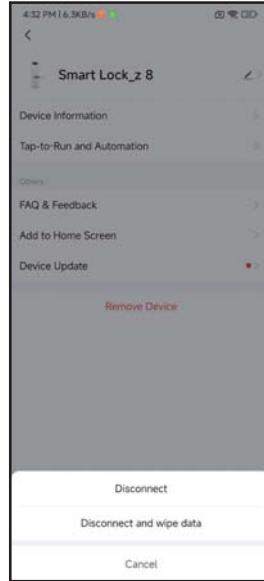 4:32 PM | 6.3KB/s
Smart Lock_z 8
Device Information
Tap-to-Run and Automation
Others
FAQ & Feedback
Add to Home Screen
Device Update
Remove Device
Disconnect
Disconnect and wipe data
Cancel